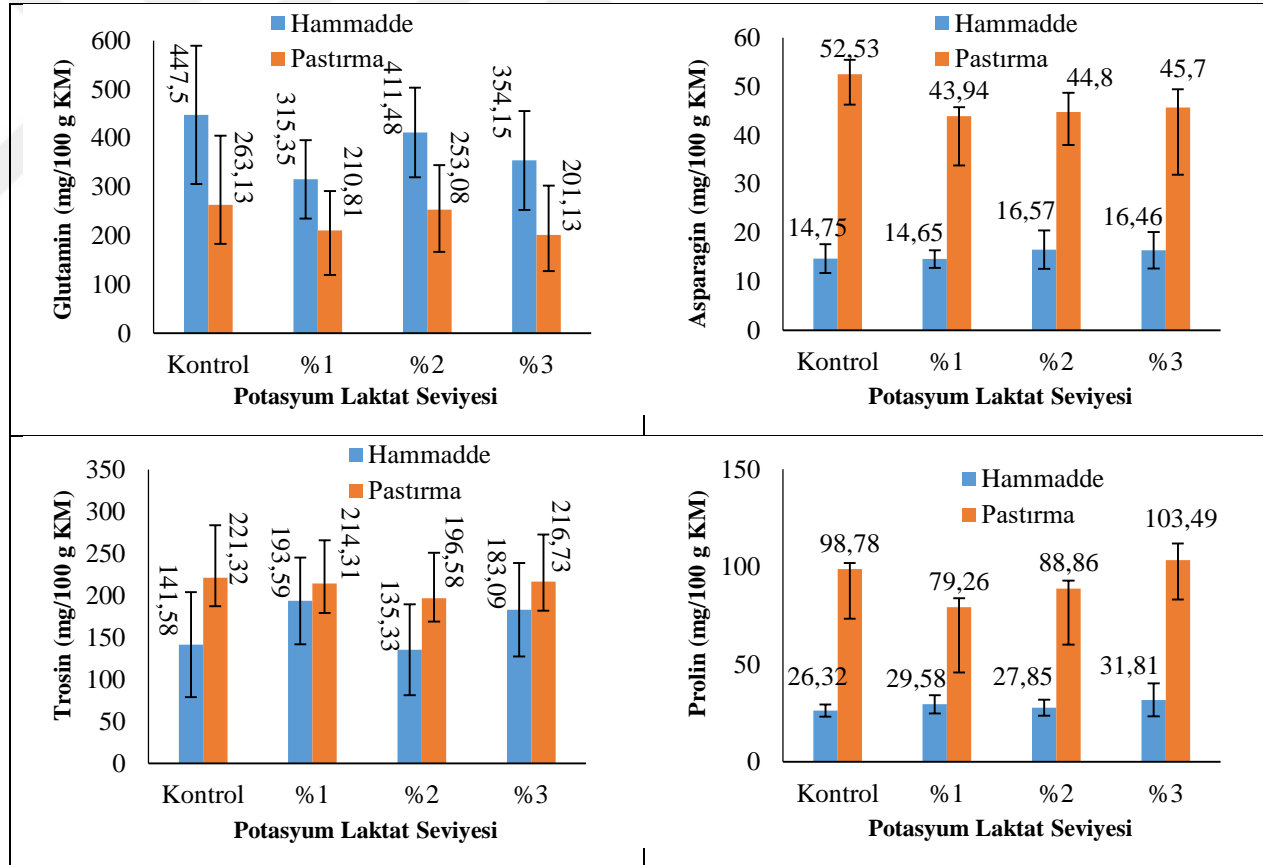 Hammadde
Pastırma
Glutamin (mg/100 g KM)
600
500
400
300
200
100
0
447,5
263,13
315,35
210,81
411,48
253,08
354,15
201,13
Kontrol %1 %2 %3
Potasyum Laktat Seviyesi
Hammadde
Pastırma
Asparagin (mg/100 g KM)
60
50
40
30
20
10
0
52,53
43,94
44,8
45,7
14,75
14,65
16,57
16,46
Kontrol %1 %2 %3
Potasyum Laktat Seviyesi
Hammadde
Pastırma
Trosin (mg/100 g KM)
350
300
250
200
150
100
50
0
141,58
221,32
193,59
214,31
135,33
196,58
183,09
216,73
Kontrol %1 %2 %3
Potasyum Laktat Seviyesi
Hammadde
Pastırma
Prolin (mg/100 g KM)
150
100
50
0
98,78
79,26
88,86
103,49
26,32
29,58
27,85
31,81
Kontrol %1 %2 %3
Potasyum Laktat Seviyesi